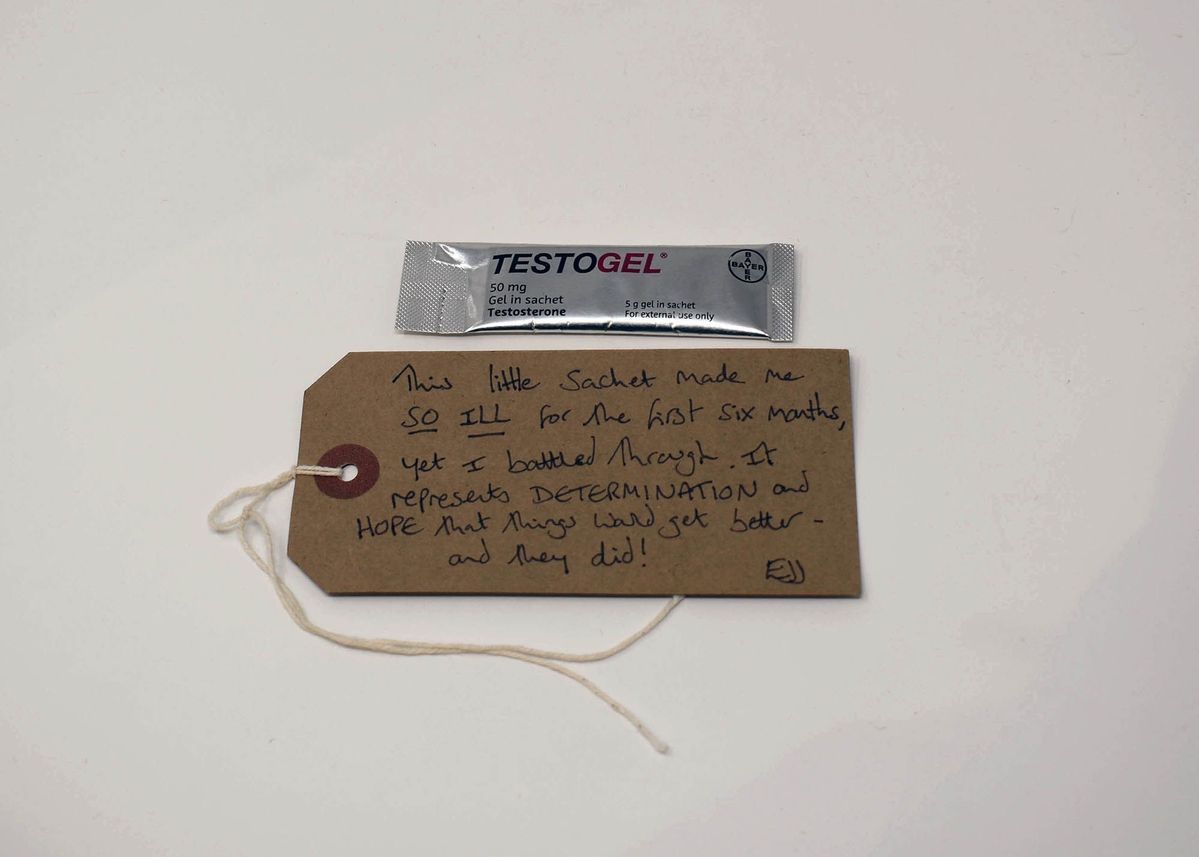 TESTOGEL®
50 mg
Gel in sachet
Testosterone
5 g gel in sachet
For external use only
BAYER
BAYER
This little sachet made me
SO ILL for the first six months,
yet I battled through. It
represents DETERMINATION and
HOPE that things would get better -
and they did!
EJJ